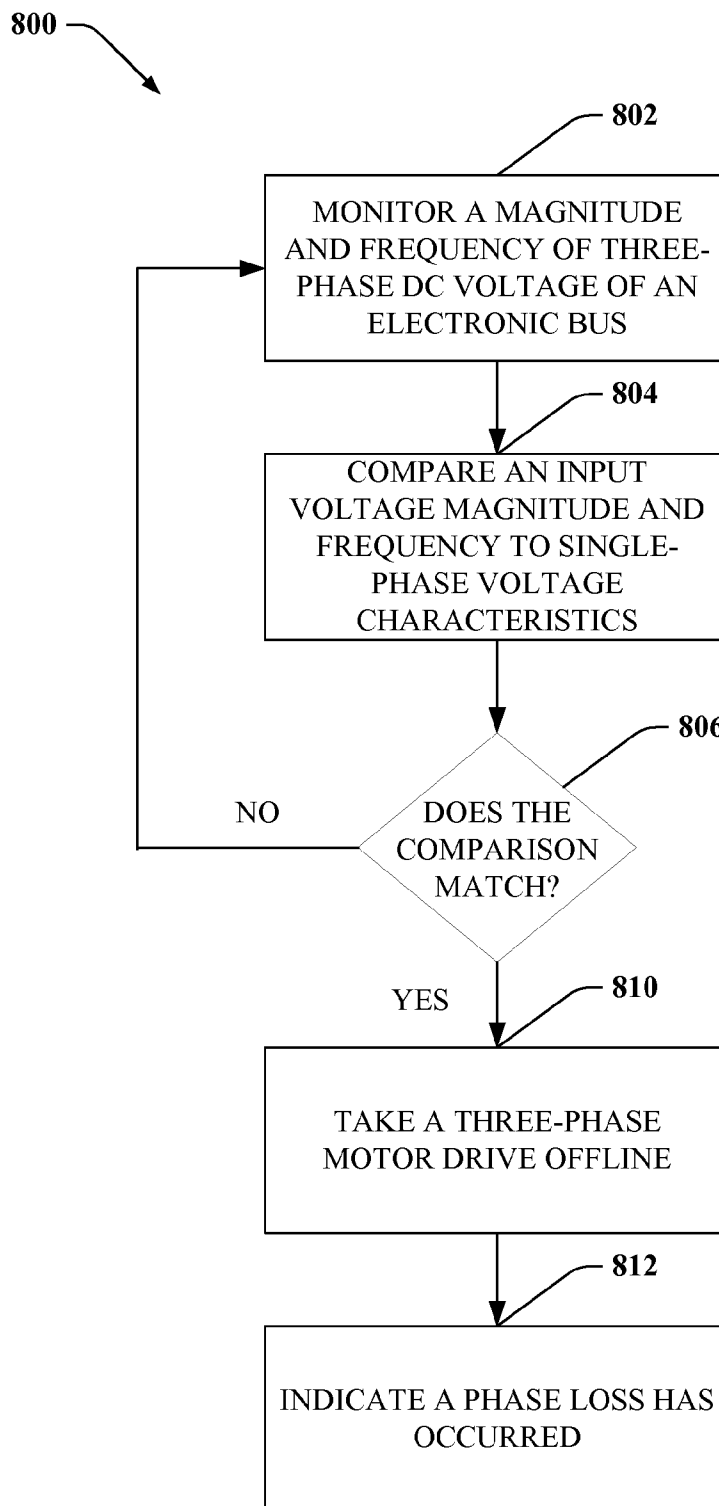 800
802
MONITOR A MAGNITUDE
AND FREQUENCY OF THREE-
PHASE DC VOLTAGE OF AN
ELECTRONIC BUS
804
COMPARE AN INPUT
VOLTAGE MAGNITUDE AND
FREQUENCY TO SINGLE-
PHASE VOLTAGE
CHARACTERISTICS
806
DOES THE
COMPARISON
MATCH?
NO
YES
810
TAKE A THREE-PHASE
MOTOR DRIVE OFFLINE
812
INDICATE A PHASE LOSS HAS
OCCURRED